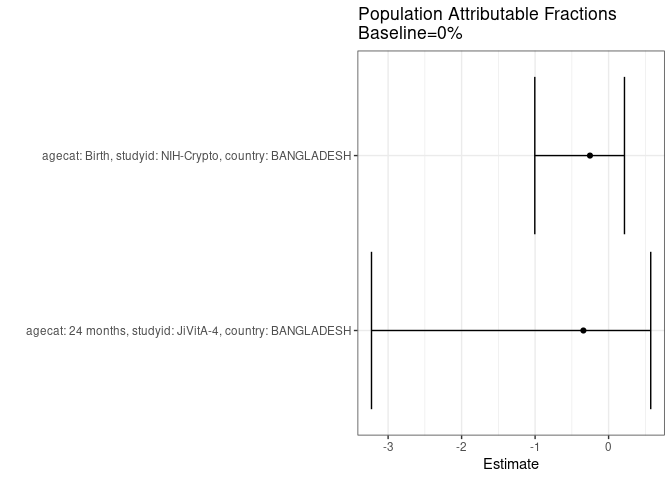 Population Attributable Fractions
Baseline=0%
agecat: Birth, studyid: NIH-Crypto, country: BANGLADESH
agecat: 24 months, studyid: JiVitA-4, country: BANGLADESH
-3 -2 -1 0
Estimate